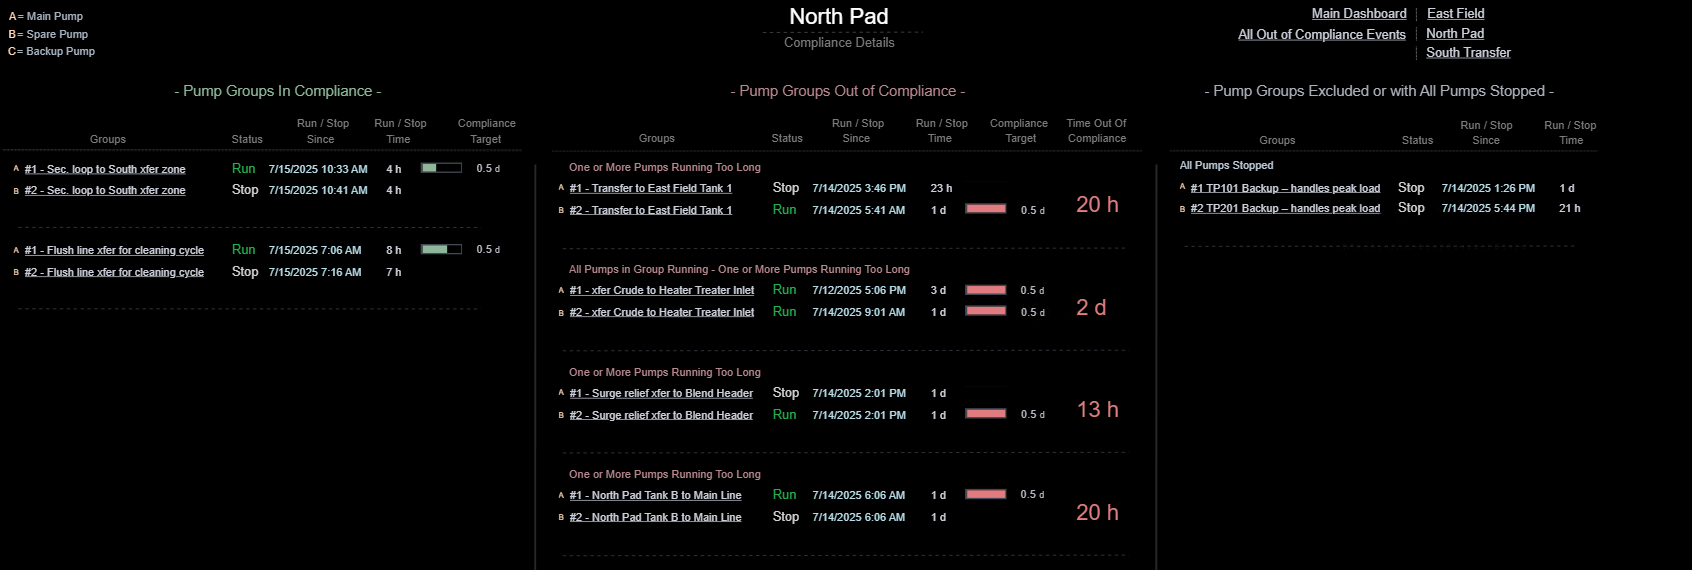 A = Main Pump
B = Spare Pump
C = Backup Pump
North Pad
Compliance Details
Main Dashboard
All Out of Compliance Events
East Field
North Pad
South Transfer
- Pump Groups In Compliance -
Groups Status Run / Stop Since Run / Stop Time Compliance Target
A #1 - Sec. loop to South xfer zone Run 7/15/2025 10:33 AM 4 h 0.5 d
B #2 - Sec. loop to South xfer zone Stop 7/15/2025 10:41 AM 4 h
A #1 - Flush line xfer for cleaning cycle Run 7/15/2025 7:06 AM 8 h 0.5 d
B #2 - Flush line xfer for cleaning cycle Stop 7/15/2025 7:16 AM 7 h
- Pump Groups Out of Compliance -
Groups Status Run / Stop Since Run / Stop Time Compliance Target Time Out Of Compliance
One or More Pumps Running Too Long
A #1 - Transfer to East Field Tank 1 Stop 7/14/2025 3:46 PM 23 h
B #2 - Transfer to East Field Tank 1 Run 7/14/2025 5:41 AM 1 d 0.5 d
20 h
All Pumps in Group Running - One or More Pumps Running Too Long
A #1 - xfer Crude to Heater Treater Inlet Run 7/12/2025 5:06 PM 3 d 0.5 d
B #2 - xfer Crude to Heater Treater Inlet Run 7/14/2025 9:01 AM 1 d 0.5 d
2 d
One or More Pumps Running Too Long
A #1 - Surge relief xfer to Blend Header Stop 7/14/2025 2:01 PM 1 d
B #2 - Surge relief xfer to Blend Header Run 7/14/2025 2:01 PM 1 d 0.5 d
13 h
One or More Pumps Running Too Long
A #1 - North Pad Tank B to Main Line Run 7/14/2025 6:06 AM 1 d 0.5 d
B #2 - North Pad Tank B to Main Line Stop 7/14/2025 6:06 AM 1 d
20 h
- Pump Groups Excluded or with All Pumps Stopped -
Groups Status Run / Stop Since Run / Stop Time
All Pumps Stopped
A #1 TP101 Backup – handles peak load Stop 7/14/2025 1:26 PM 1 d
B #2 TP201 Backup – handles peak load Stop 7/14/2025 5:44 PM 21 h